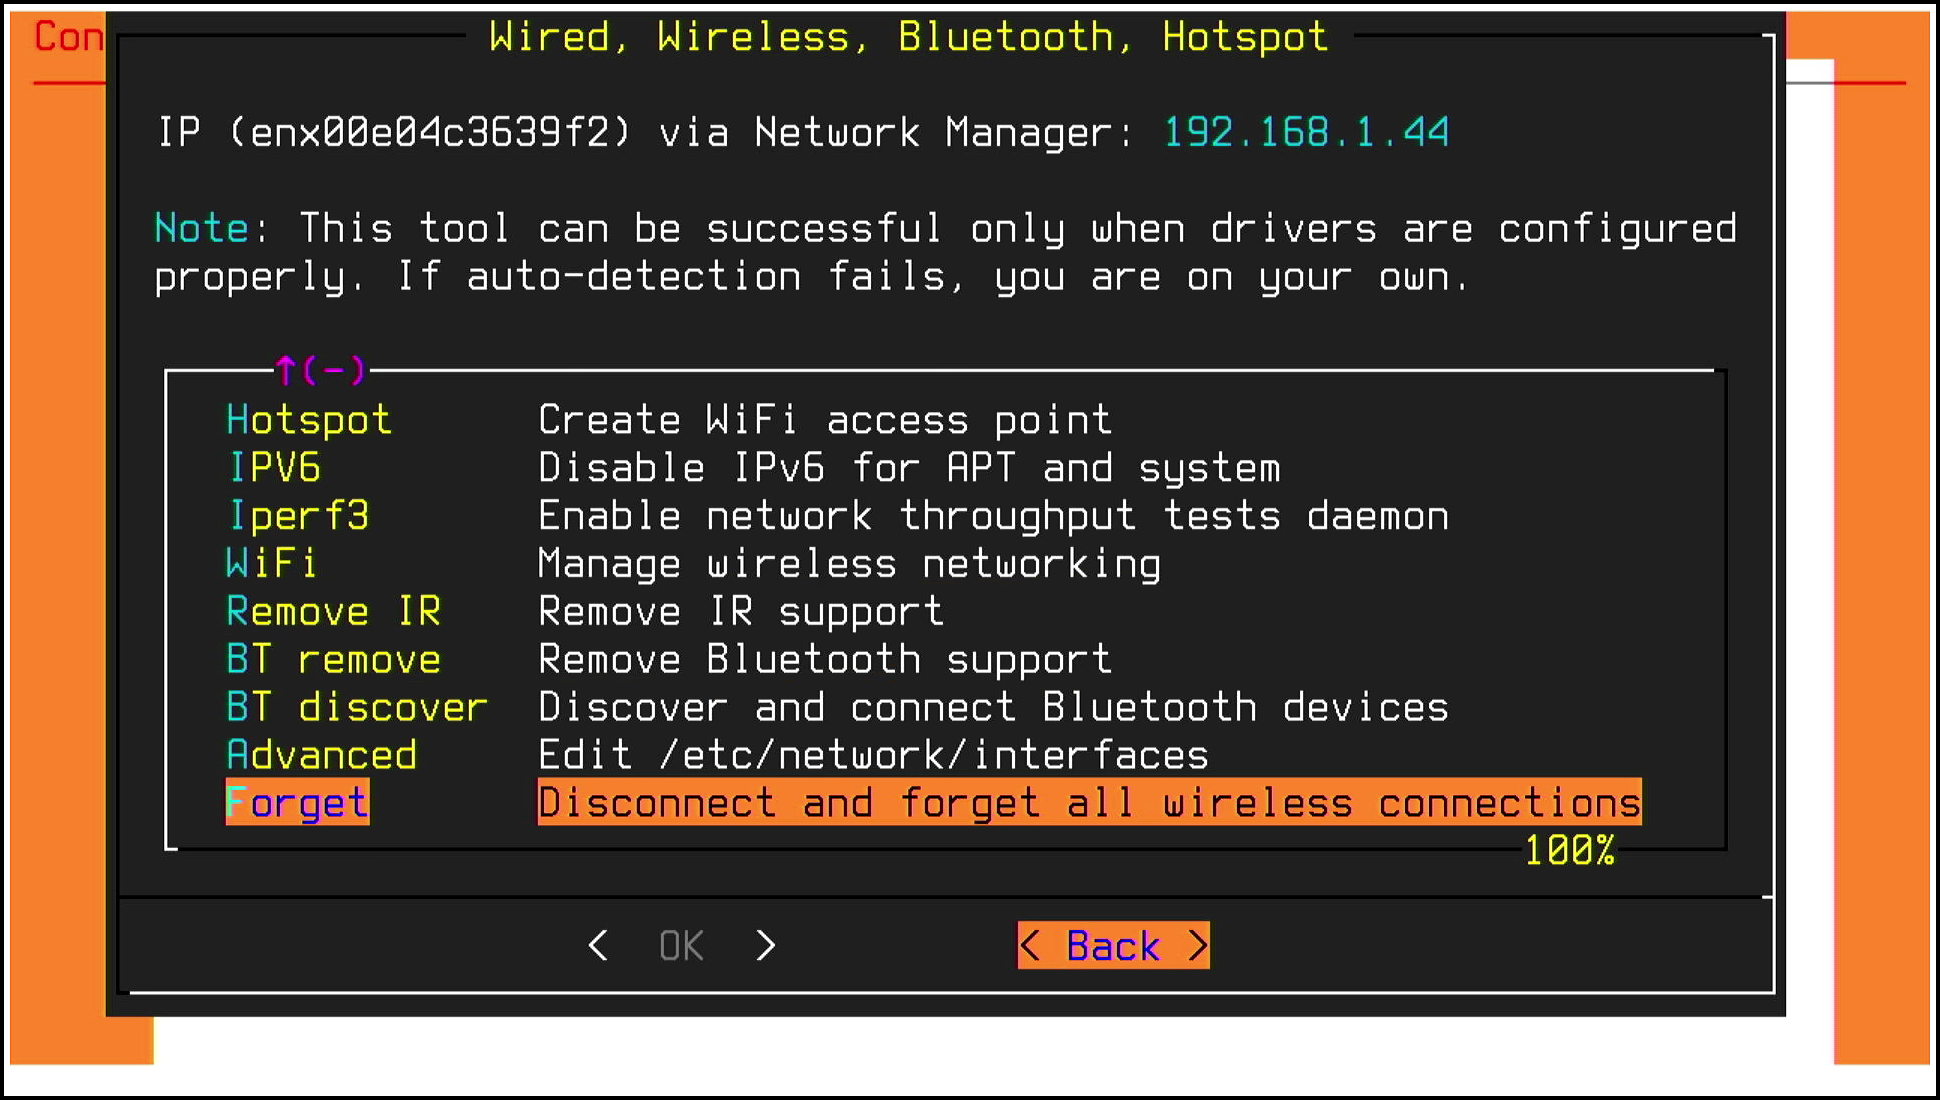 Con
Wired, Wireless, Bluetooth, Hotspot
IP (enx00e04c3639f2) via Network Manager: 192.168.1.44
Note: This tool can be successful only when drivers are configured
properly. If auto-detection fails, you are on your own.
↑(-)
Hotspot Create WiFi access point
IPV6 Disable IPv6 for APT and system
Iperf3 Enable network throughput tests daemon
WiFi Manage wireless networking
Remove IR Remove IR support
BT remove Remove Bluetooth support
BT discover Discover and connect Bluetooth devices
Advanced Edit /etc/network/interfaces
Forget Disconnect and forget all wireless connections
100%
< OK > < Back >